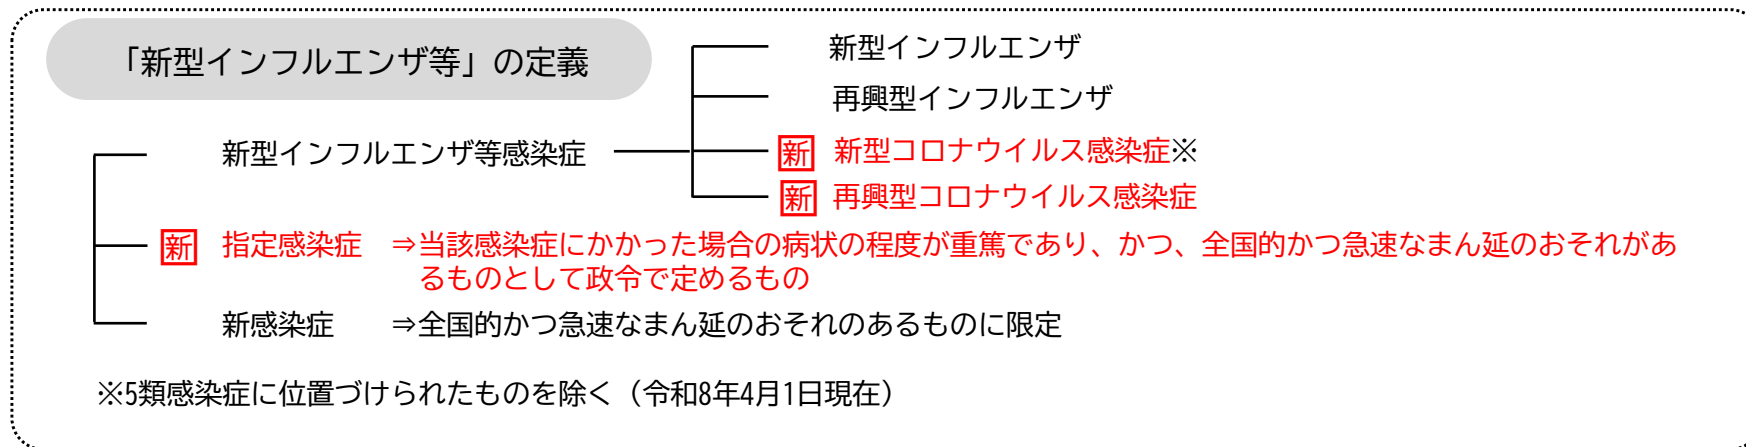 「新型インフルエンザ等」の定義
新型インフルエンザ
再興型インフルエンザ
新型インフルエンザ等感染症
新 新型コロナウイルス感染症※
新 再興型コロナウイルス感染症
新 指定感染症 ⇒当該感染症にかかった場合の病状の程度が重篤であり、かつ、全国的かつ急速なまん延のおそれがあ
るものとして政令で定めるもの
新感染症 ⇒全国的かつ急速なまん延のおそれのあるものに限定
※5類感染症に位置づけられたものを除く（令和8年4月1日現在）